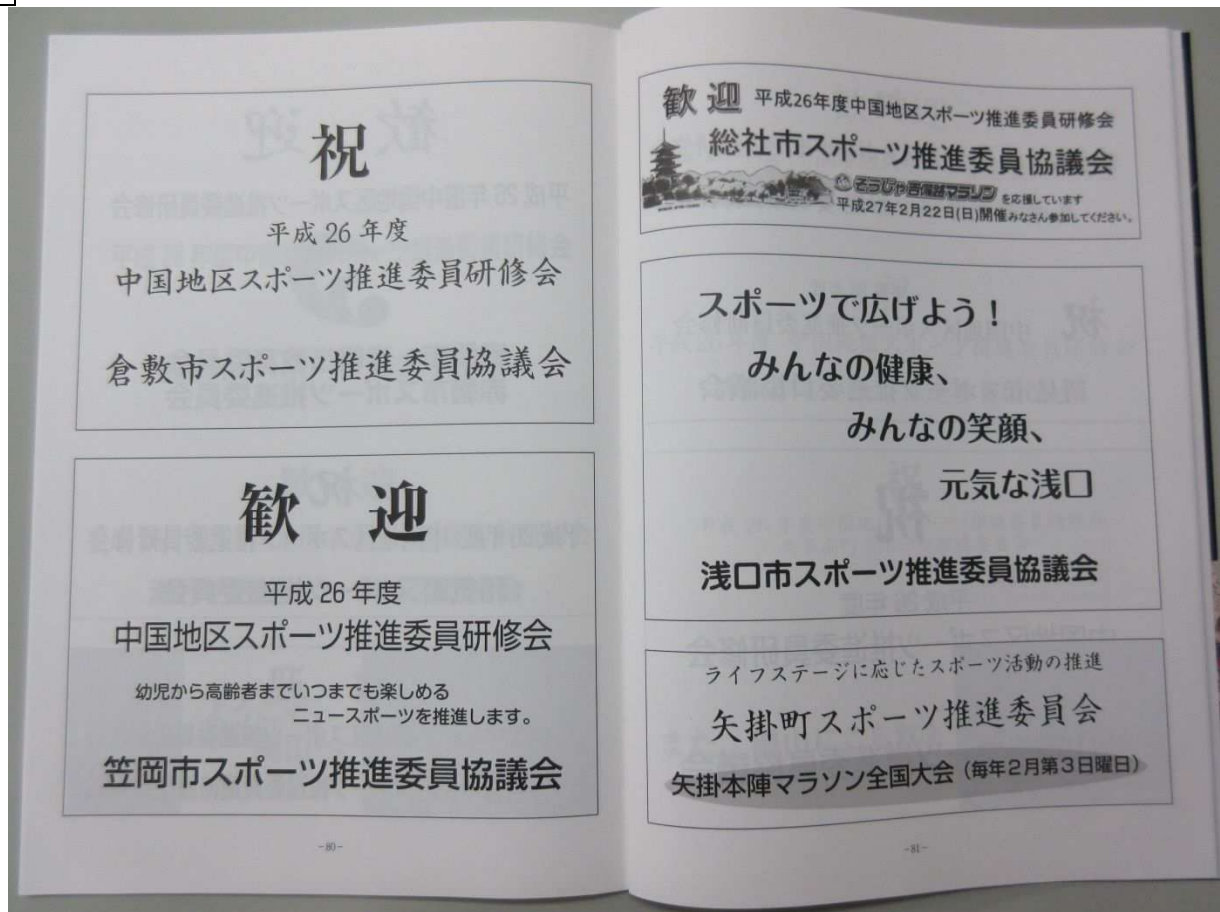 祝
平成 26 年度
中国地区スポーツ推進委員研修会
倉敷市スポーツ推進委員協議会
歓 迎
平成 26 年度
中国地区スポーツ推進委員研修会
幼児から高齢者までいつまでも楽しめる
ニュースポーツを推進します。
笠岡市スポーツ推進委員協議会
-80-
歓 迎 平成26年度中国地区スポーツ推進委員研修会
総社市スポーツ推進委員協議会
そうじゃ吉備路マラソン を応援しています
平成27年2月22日(日)開催みなさん参加してください。
スポーツで広げよう!
みんなの健康、
みんなの笑顔、
元気な浅口
浅口市スポーツ推進委員協議会
ライフステージに応じたスポーツ活動の推進
矢掛町スポーツ推進委員会
矢掛本陣マラソン全国大会(毎年2月第3日曜日)
-81-